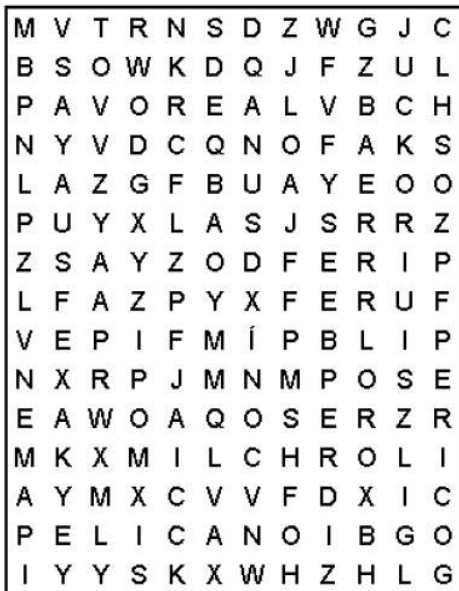 M V T R N S D Z W G J C
B S O W K D Q J F Z U L
P A V O R E A L V B C H
N Y V D C Q N O F A K S
L A Z G F B U A Y E O O
P U Y X L A S J S R R Z
Z S A Y Z O D F E R I P
L F A Z P Y X F E R U F
V E P I F M Í P B L I P
N X R P J M N M P O S E
E A W O A Q O S E R Z R
M K X M I L C H R O L I
A Y M X C V V F D X I C
P E L I C A N O I B G O
I Y Y S K X W H Z H L G